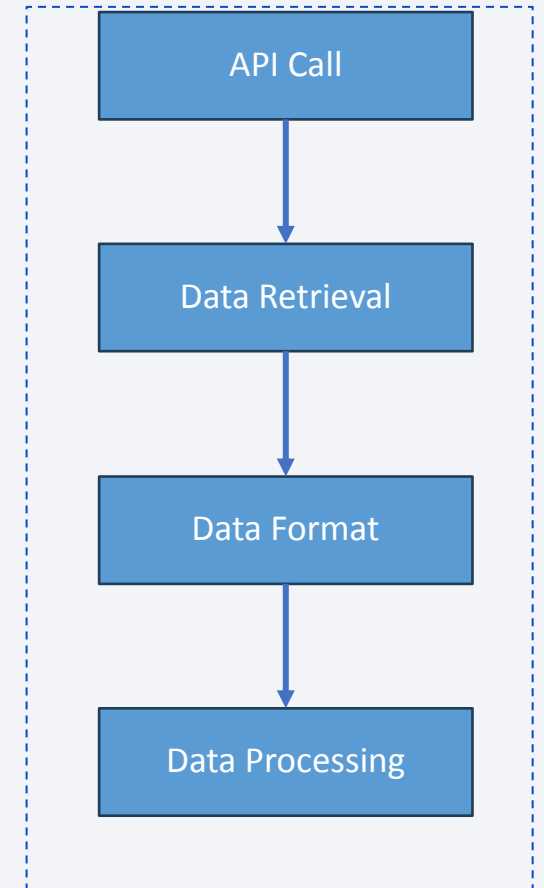 API Call
Data Retrieval
Data Format
Data Processing